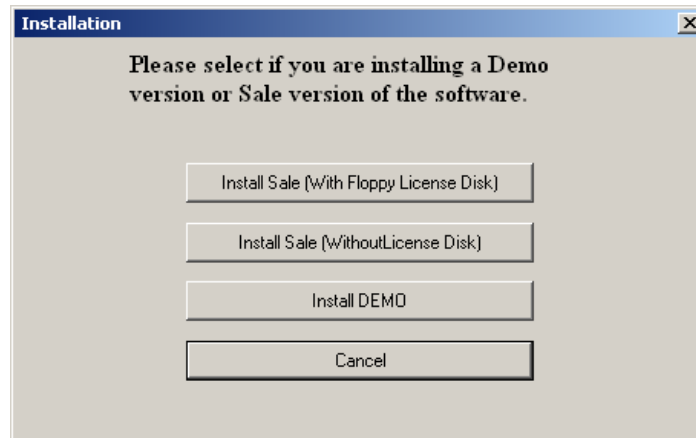 Installation
Please select if you are installing a Demo
version or Sale version of the software.
Install Sale (With Floppy License Disk)
Install Sale (WithoutLicense Disk)
Install DEMO
Cancel